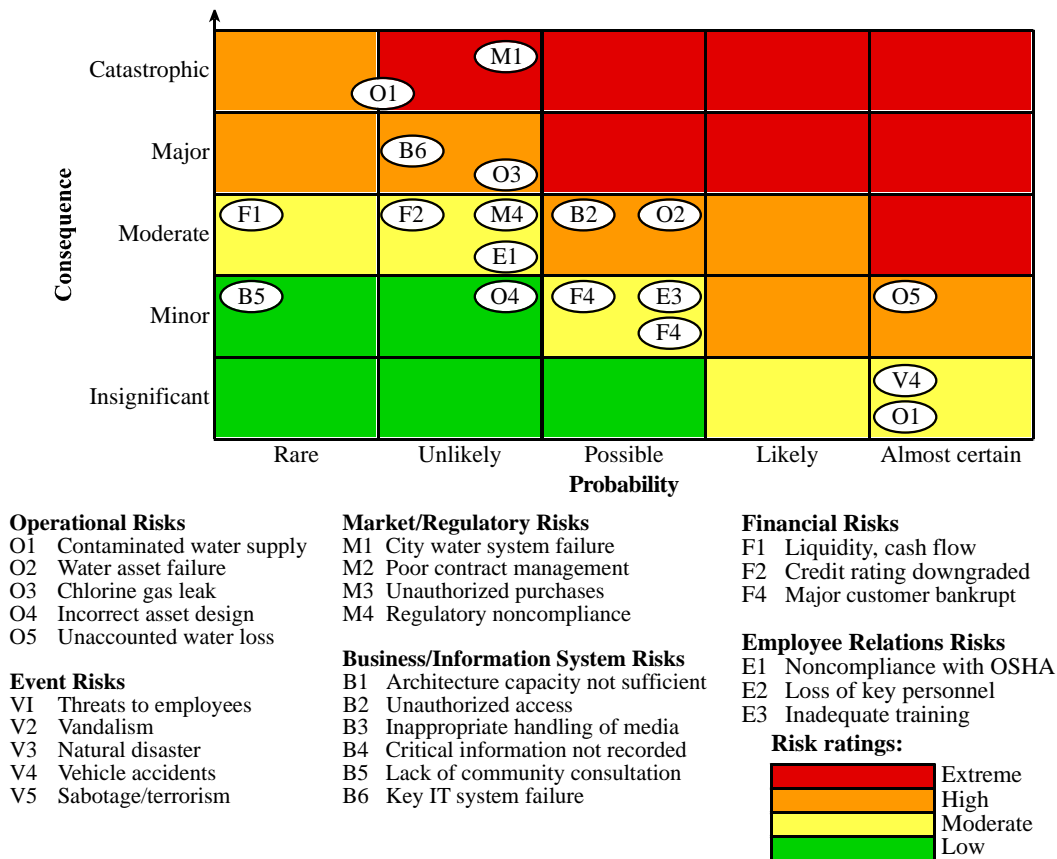 Consequence
Catastrophic
M1
O1
Major
B6
O3
Moderate
F1
F2
M4
B2
O2
E1
Minor
B5
O4
F4
E3
O5
F4
Insignificant
V4
O1
Rare
Unlikely
Possible
Likely
Almost certain
Probability
Operational Risks
O1 Contaminated water supply
O2 Water asset failure
O3 Chlorine gas leak
O4 Incorrect asset design
O5 Unaccounted water loss
Event Risks
VI Threats to employees
V2 Vandalism
V3 Natural disaster
V4 Vehicle accidents
V5 Sabotage/terrorism
Market/Regulatory Risks
M1 City water system failure
M2 Poor contract management
M3 Unauthorized purchases
M4 Regulatory noncompliance
Business/Information System Risks
B1 Architecture capacity not sufficient
B2 Unauthorized access
B3 Inappropriate handling of media
B4 Critical information not recorded
B5 Lack of community consultation
B6 Key IT system failure
Financial Risks
F1 Liquidity, cash flow
F2 Credit rating downgraded
F4 Major customer bankrupt
Employee Relations Risks
E1 Noncompliance with OSHA
E2 Loss of key personnel
E3 Inadequate training
Risk ratings:
Extreme
High
Moderate
Low